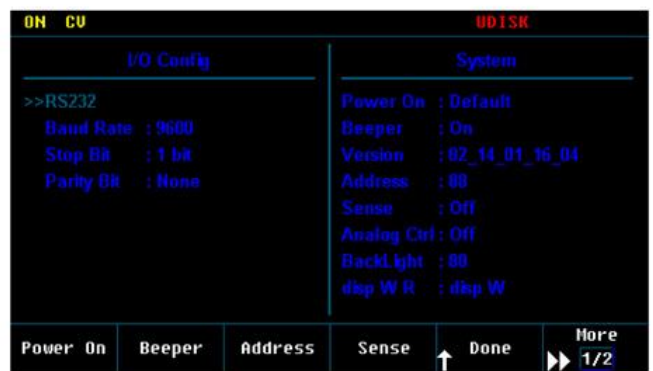 ON CV UDISK
I/O Config
>>RS232
Baud Rate : 9600
Stop Bit : 1 bit
Parity Bit : None
System
Power On : Default
Beeper : On
Version : 02_14_01_16_04
Address : 00
Sense : Off
Analog Ctrl : Off
BackLight : 80
disp W R : disp W
Power On Beeper Address Sense Done More
1/2